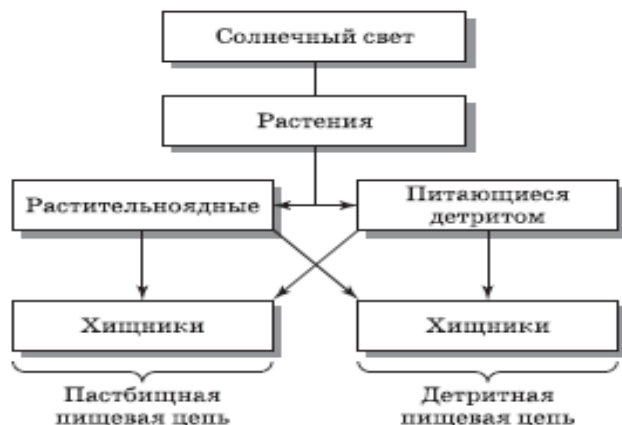 Солнечный свет
Растения
Растительноядные
Питающиеся
детритом
Хищники
Хищники
Пастбищная
пищевая цепь
Детритная
пищевая цепь